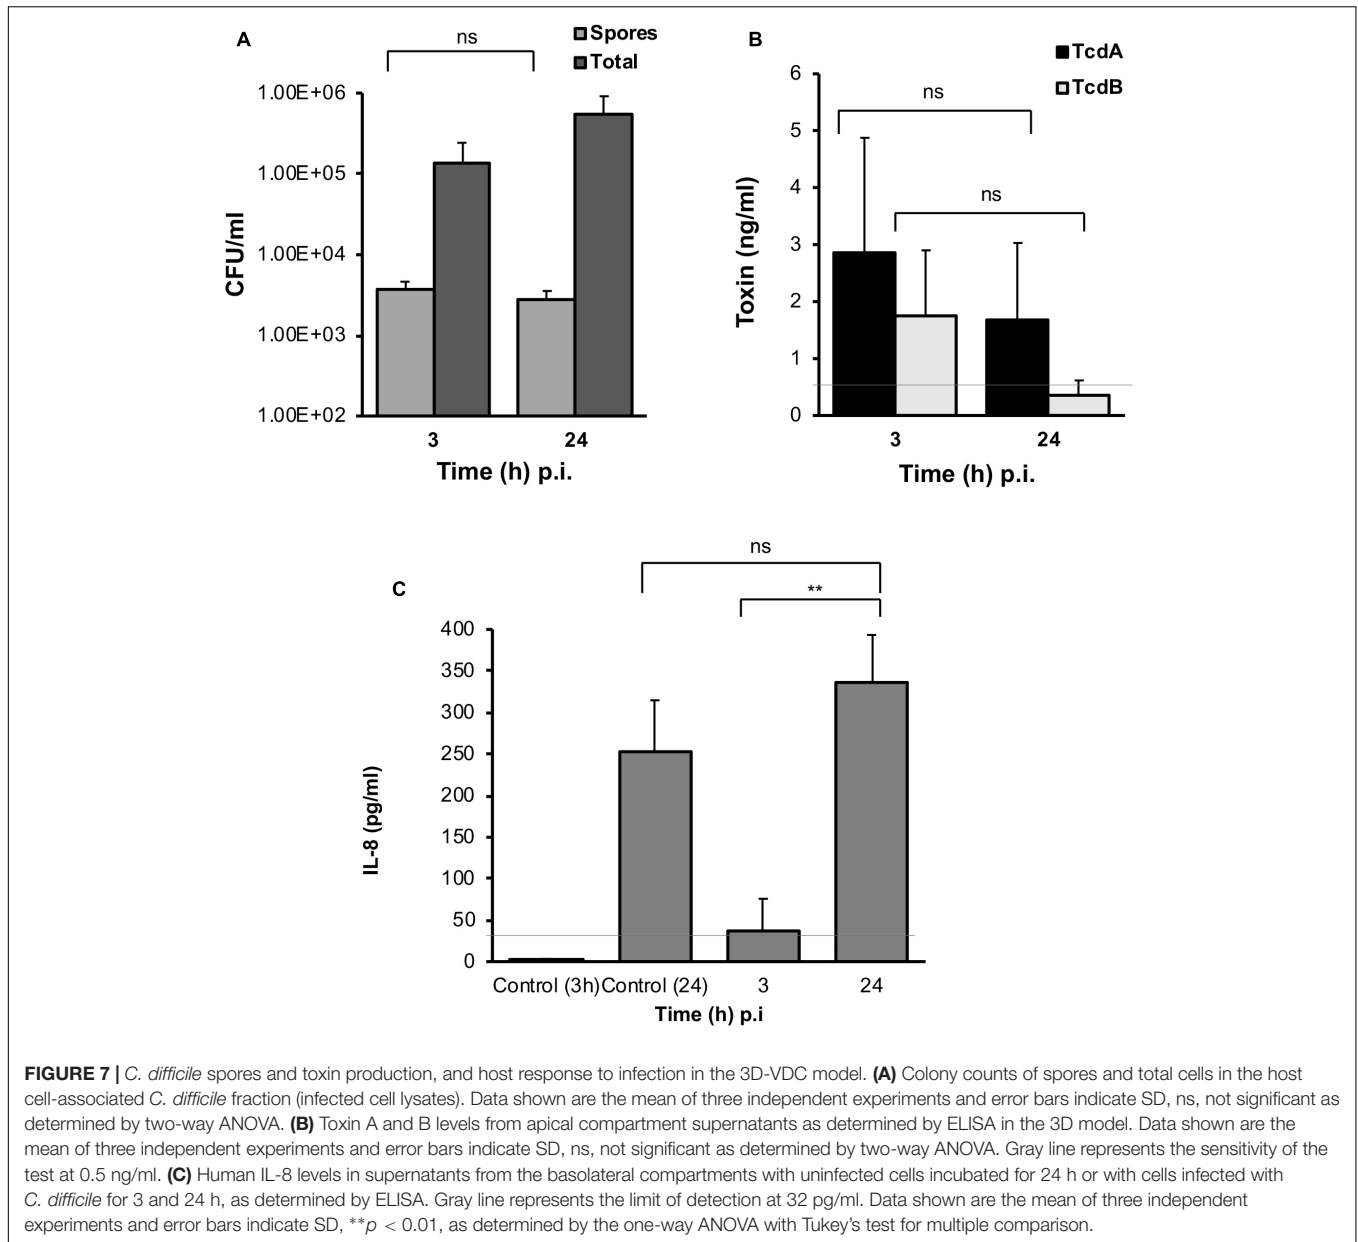 A
ns
Spores
Total
1.00E+06
1.00E+05
1.00E+04
1.00E+03
1.00E+02
CFU/ml
3
24
Time (h) p.i.
B
TcdA
TcdB
ns
ns
6
5
4
3
2
1
0
Toxin (ng/ml)
3
24
Time (h) p.i.
C
ns
**
400
350
300
250
200
150
100
50
0
IL-8 (pg/ml)
Control (3h) Control (24) 3 24
Time (h) p.i
FIGURE 7 | C. difficile spores and toxin production, and host response to infection in the 3D-VDC model. (A) Colony counts of spores and total cells in the host
cell-associated C. difficile fraction (infected cell lysates). Data shown are the mean of three independent experiments and error bars indicate SD, ns, not significant as
determined by two-way ANOVA. (B) Toxin A and B levels from apical compartment supernatants as determined by ELISA in the 3D model. Data shown are the
mean of three independent experiments and error bars indicate SD, ns, not significant as determined by two-way ANOVA. Gray line represents the sensitivity of the
test at 0.5 ng/ml. (C) Human IL-8 levels in supernatants from the basolateral compartments with uninfected cells incubated for 24 h or with cells infected with
C. difficile for 3 and 24 h, as determined by ELISA. Gray line represents the limit of detection at 32 pg/ml. Data shown are the mean of three independent
experiments and error bars indicate SD, **p < 0.01, as determined by the one-way ANOVA with Tukey's test for multiple comparison.